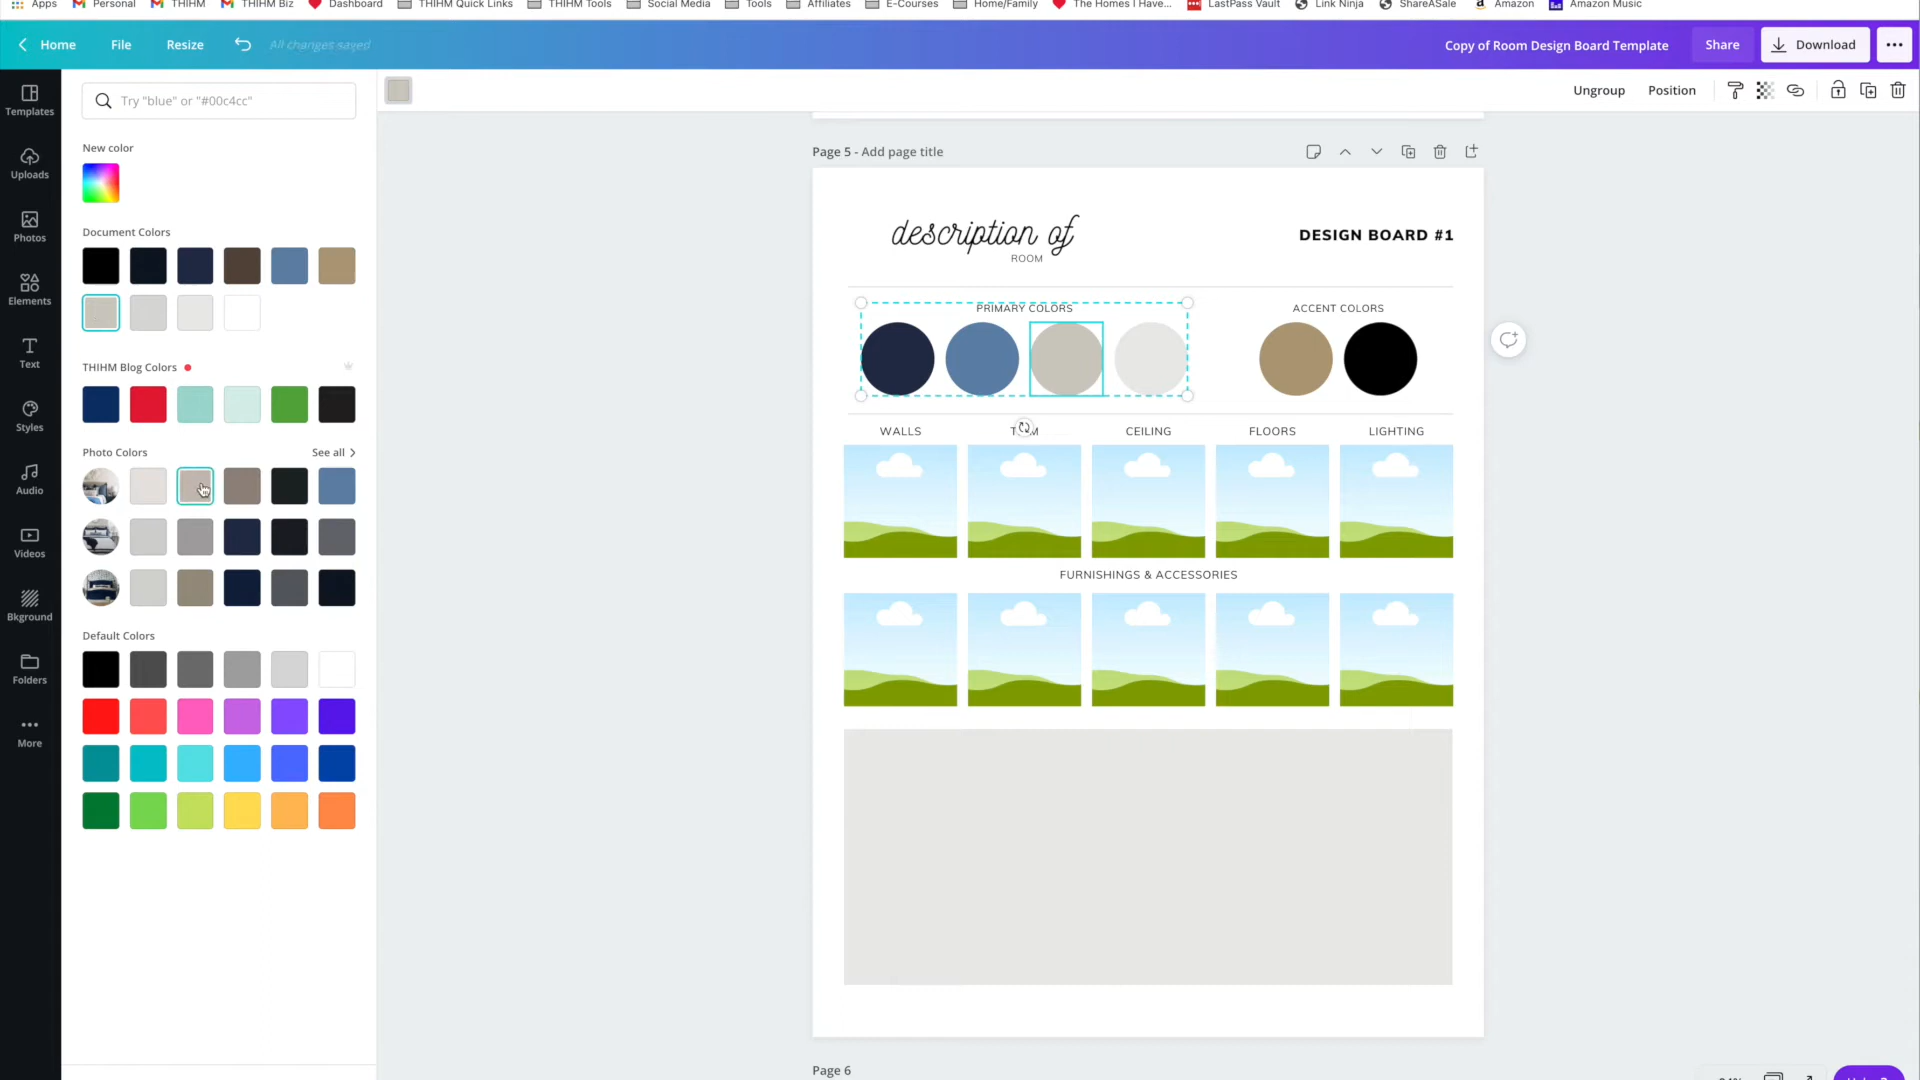 Apps Personal THIHM THIHM Biz Dashboard THIHM Quick Links THIHM Tools Social Media Tools Affiliates E-Courses Home/Family The Homes I Have... LastPass Vault Link Ninja ShareASale Amazon Amazon Music
Home File Resize All changes saved Copy of Room Design Board Template Share Download
Try "blue" or "#00c4cc"
Ungroup Position
Templates
Uploads
Photos
Elements
Text
Styles
Audio
Videos
Bkground
Folders
More
New color
Document Colors
THIHM Blog Colors
Photo Colors See all
Default Colors
Page 5 - Add page title
description of
ROOM
DESIGN BOARD #1
PRIMARY COLORS ACCENT COLORS
WALLS CEILING FLOORS LIGHTING
FURNISHINGS & ACCESSORIES
Page 6